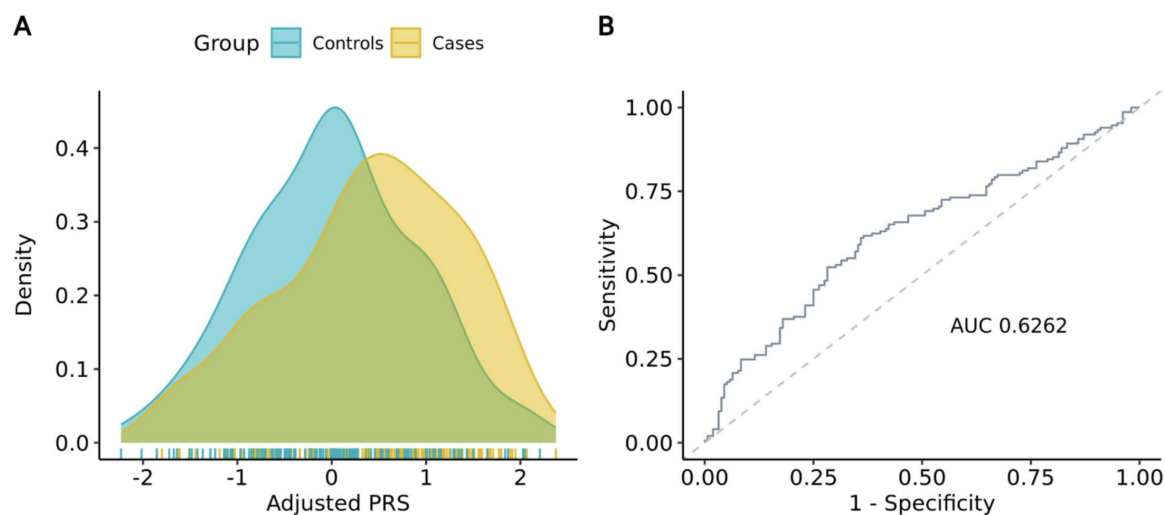 A
Group Controls Cases
Density
0.4
0.3
0.2
0.1
0.0
-2 -1 0 1 2
Adjusted PRS
B
Sensitivity
1.00
0.75
0.50
0.25
0.00
AUC 0.6262
0.00 0.25 0.50 0.75 1.00
1 - Specificity